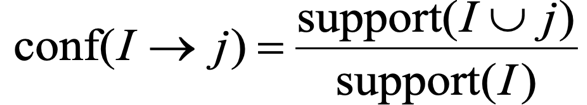 conf(I → j) = support(I ∪ j) / support(I)